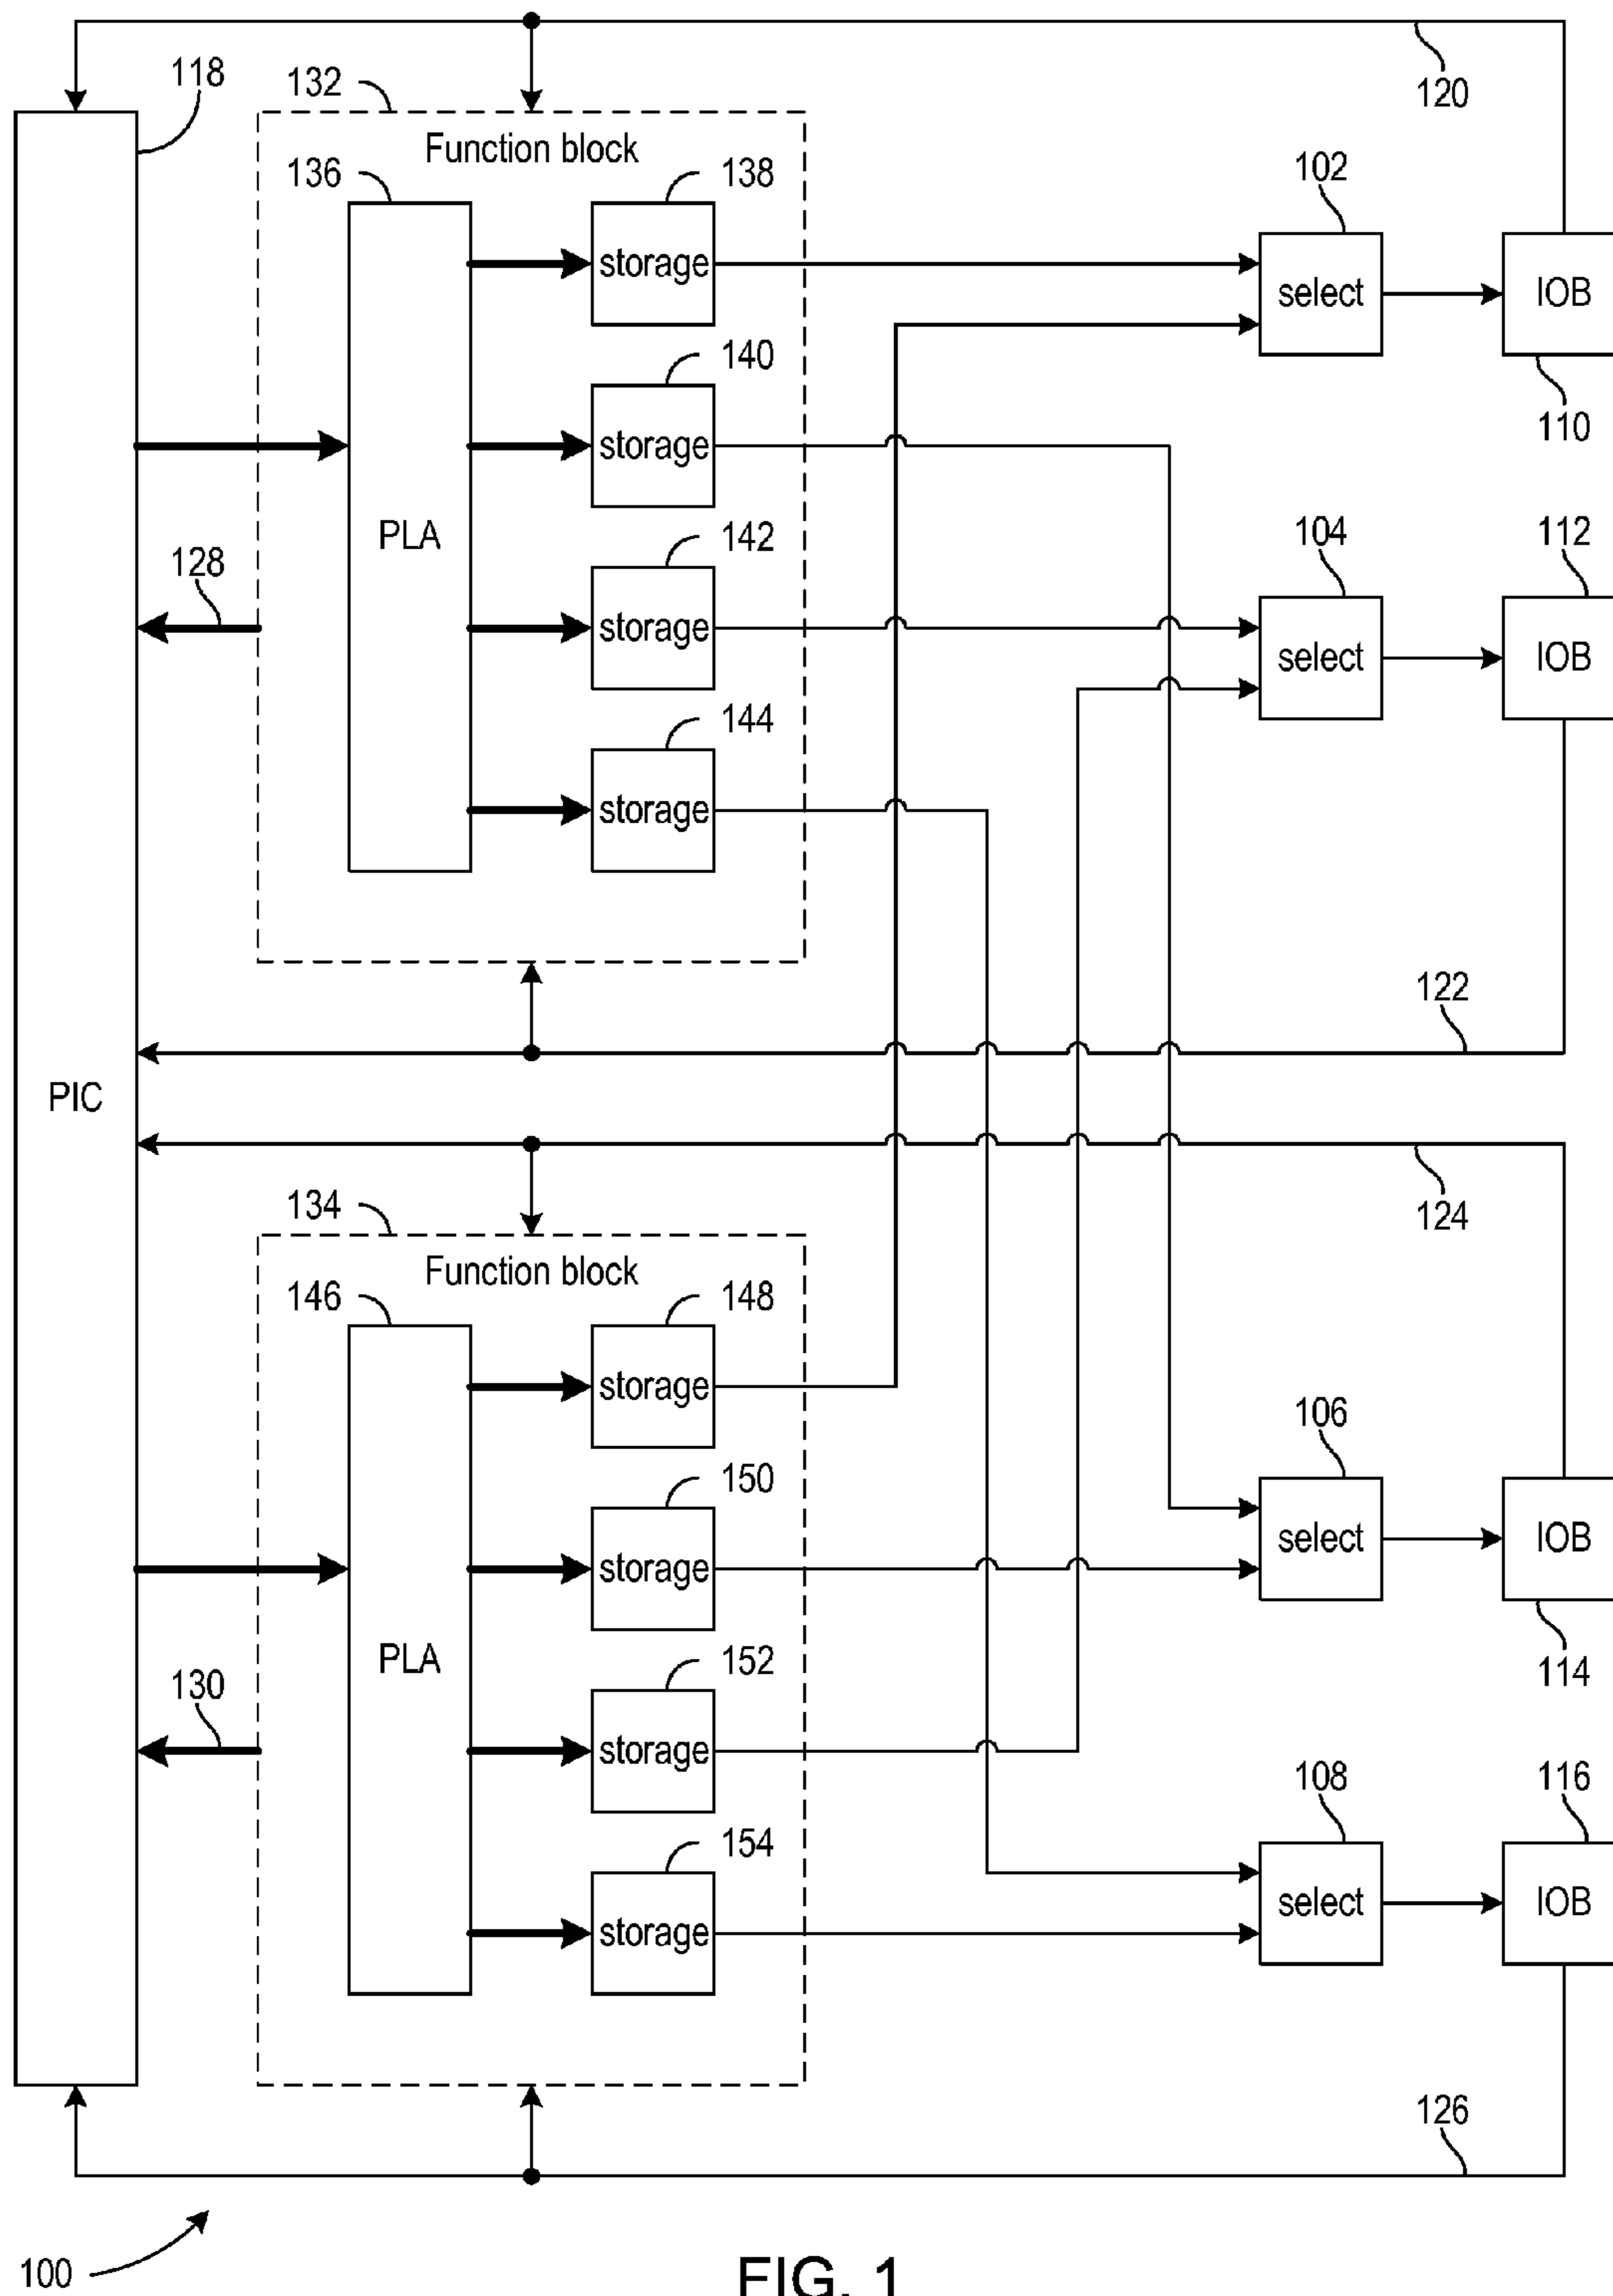 120
118
132
Function block
136
138
102
storage
select
IOB
140
110
storage
PLA
142
104
112
128
storage
select
IOB
144
storage
122
PIC
124
134
Function block
146
148
storage
106
150
select
IOB
storage
PLA
152
114
130
storage
108
116
154
select
IOB
storage
126
100
FIG. 1